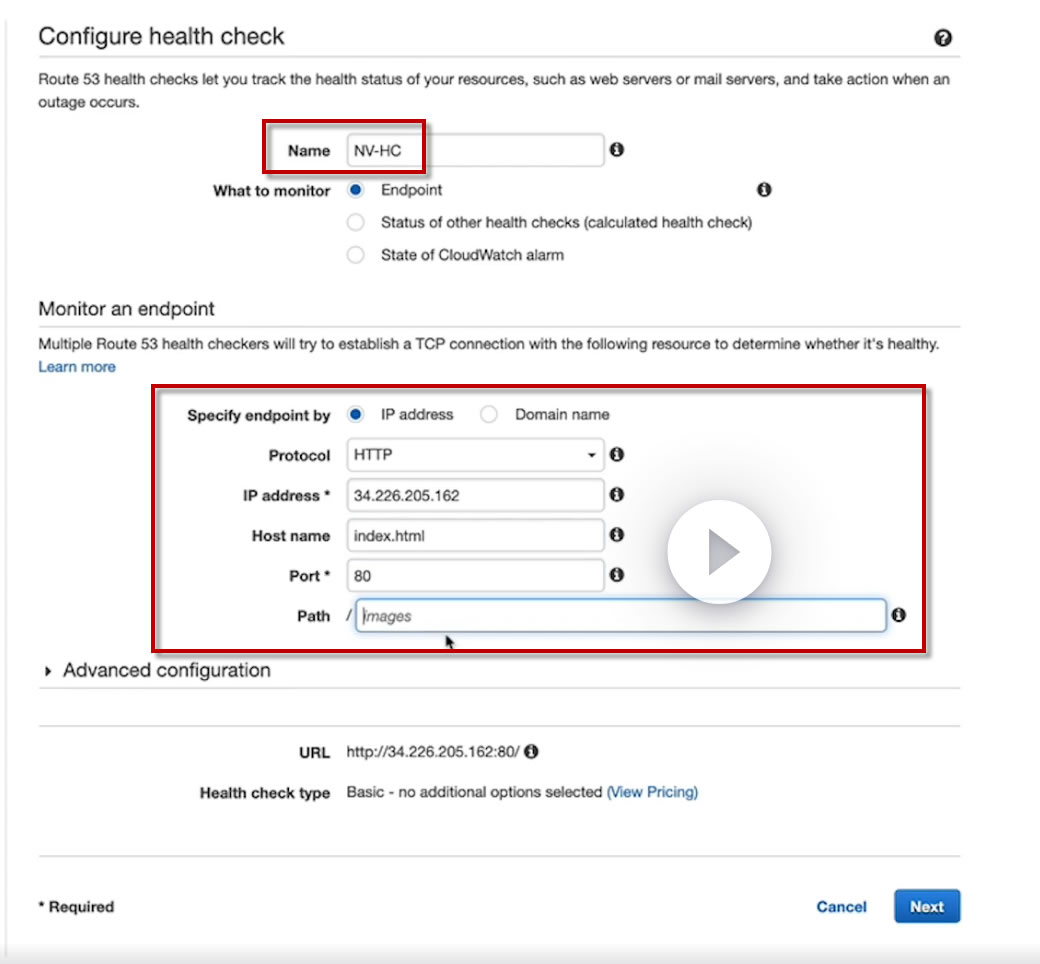 Configure health check
Route 53 health checks let you track the health status of your resources, such as web servers or mail servers, and take action when an
outage occurs.
Name NV-HC
What to monitor Endpoint
Status of other health checks (calculated health check)
State of CloudWatch alarm
Monitor an endpoint
Multiple Route 53 health checkers will try to establish a TCP connection with the following resource to determine whether it's healthy.
Learn more
Specify endpoint by IP address Domain name
Protocol HTTP
IP address * 34.226.205.162
Host name index.html
Port * 80
Path / images
Advanced configuration
URL http://34.226.205.162:80/
Health check type Basic - no additional options selected (View Pricing)
* Required Cancel Next